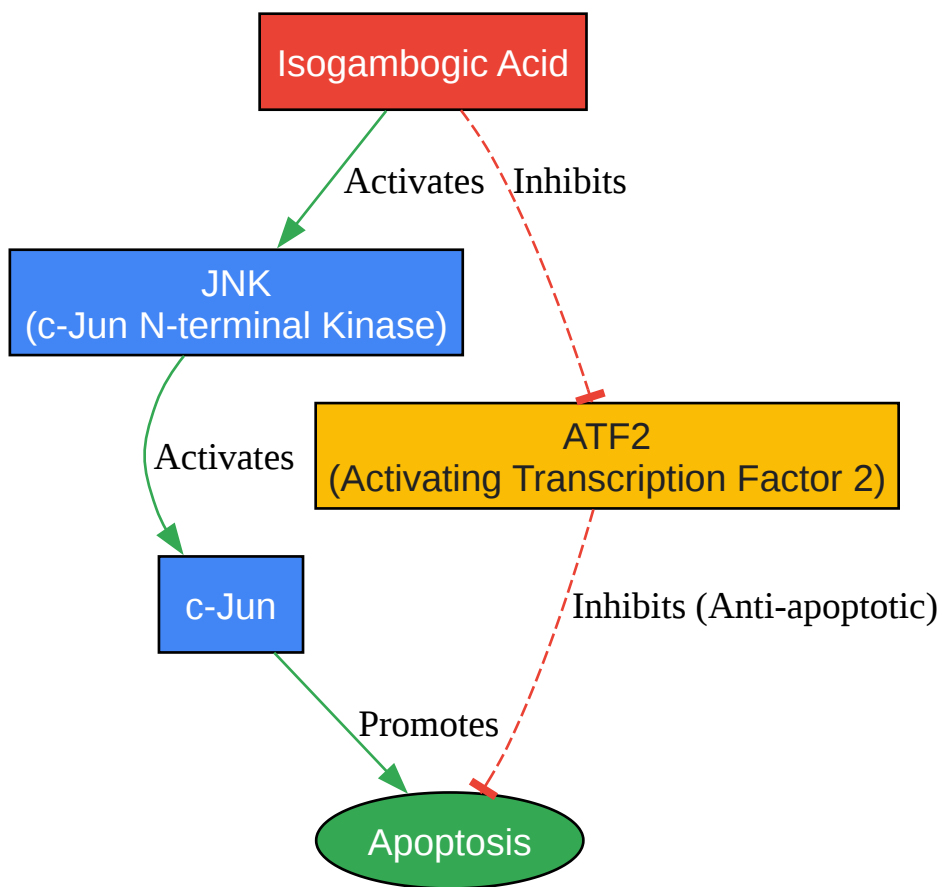 Isogambogic Acid
Activates
Inhibits
JNK
(c-Jun N-terminal Kinase)
Activates
ATF2
(Activating Transcription Factor 2)
c-Jun
Inhibits (Anti-apoptotic)
Promotes
Apoptosis